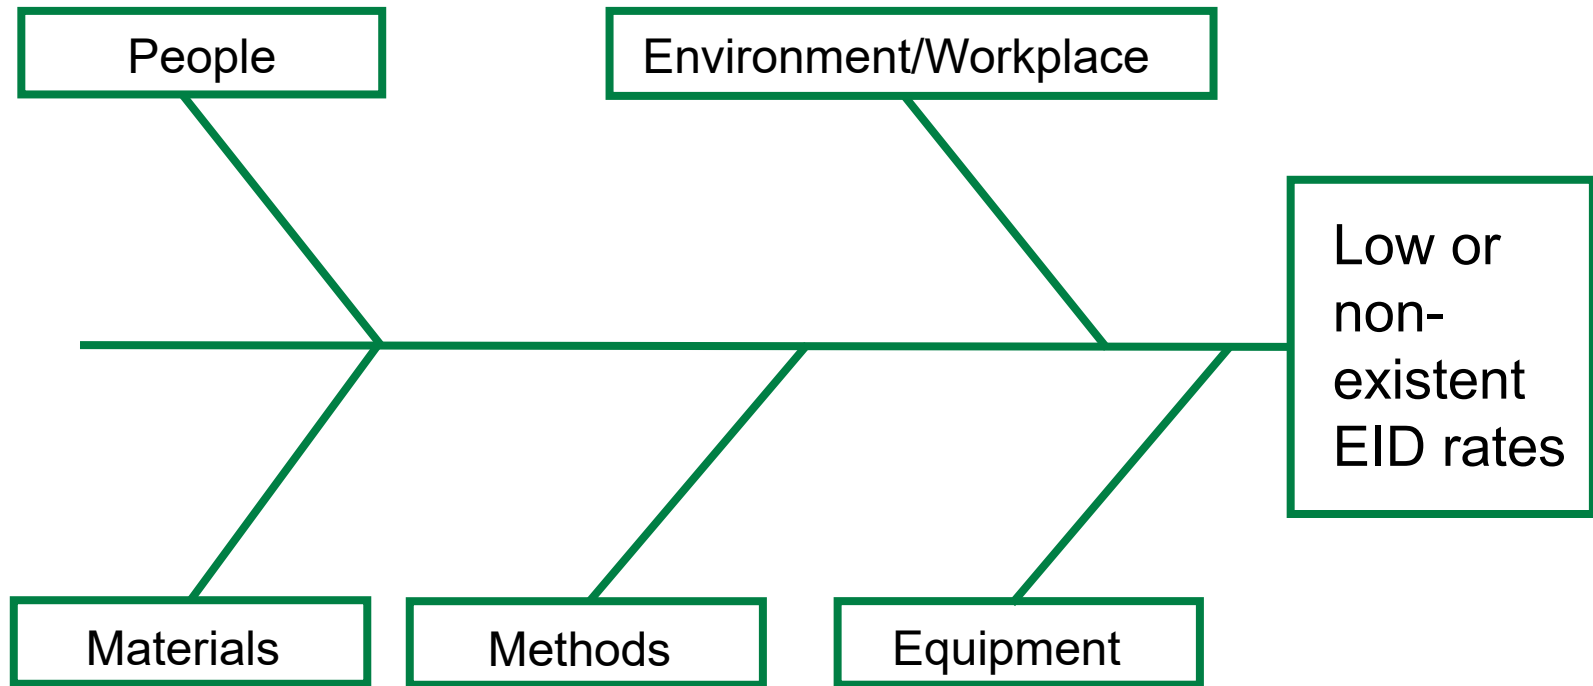 People
Environment/Workplace
Low or
non-
existent
EID rates
Materials
Methods
Equipment